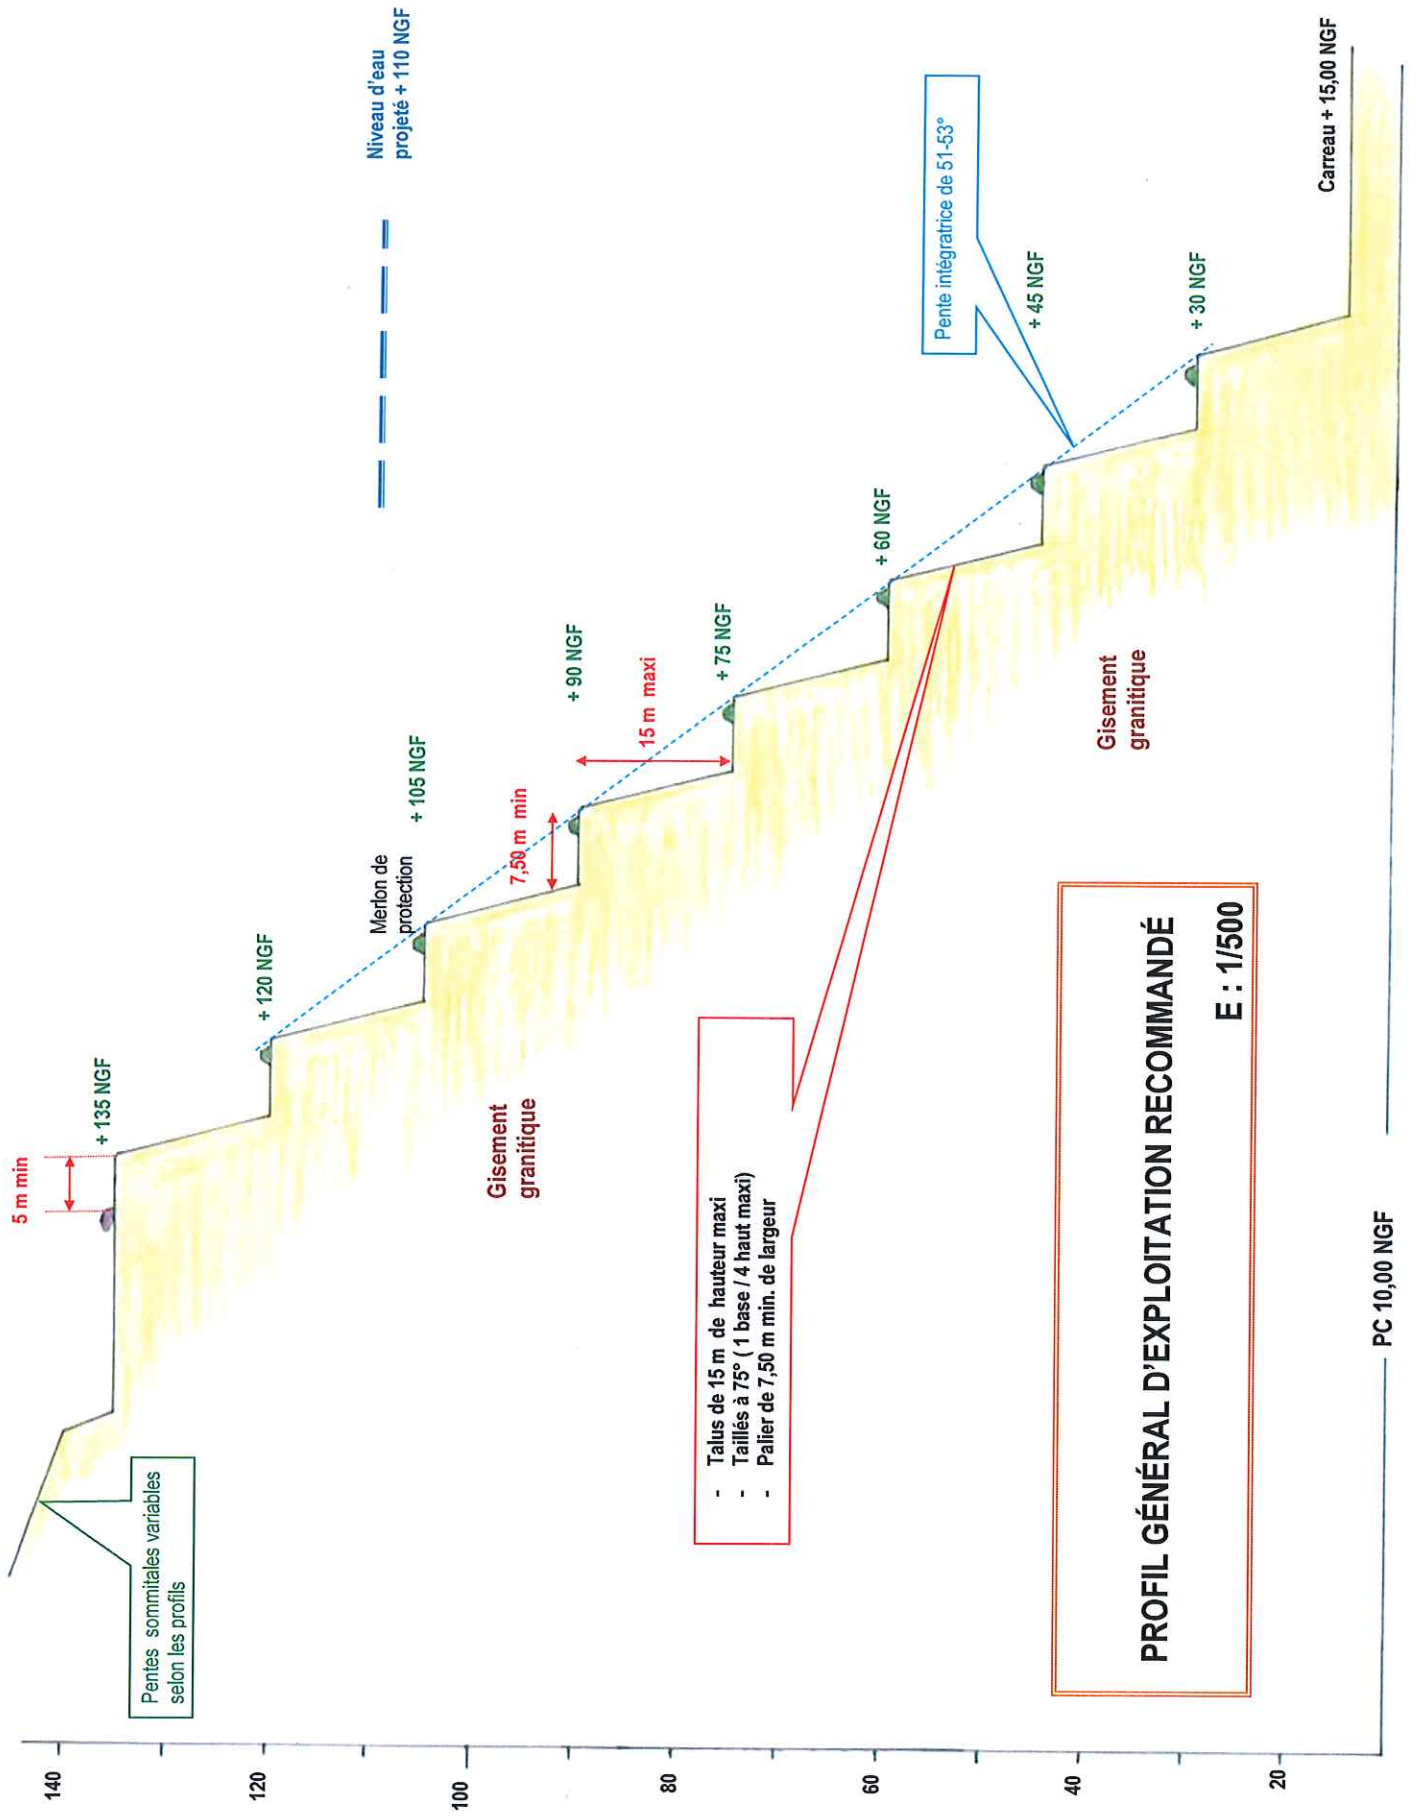 5 m min
+ 135 NGF
Pentes sommitales variables
selon les profils
+ 120 NGF
Niveau d'eau
projeté + 110 NGF
Merlon de
protection
+ 105 NGF
Gisement
granitique
7,50 m min
+ 90 NGF
15 m maxi
+ 75 NGF
- Talus de 15 m de hauteur maxi
- Taillés à 75° ( 1 base / 4 haut maxi)
- Palier de 7,50 m min. de largeur
+ 60 NGF
Pente intégratrice de 51-53°
+ 45 NGF
Gisement
granitique
+ 30 NGF
PROFIL GÉNÉRAL D'EXPLOITATION RECOMMANDÉ
E : 1/500
Carreau + 15,00 NGF
PC 10,00 NGF
140
120
100
80
60
40
20